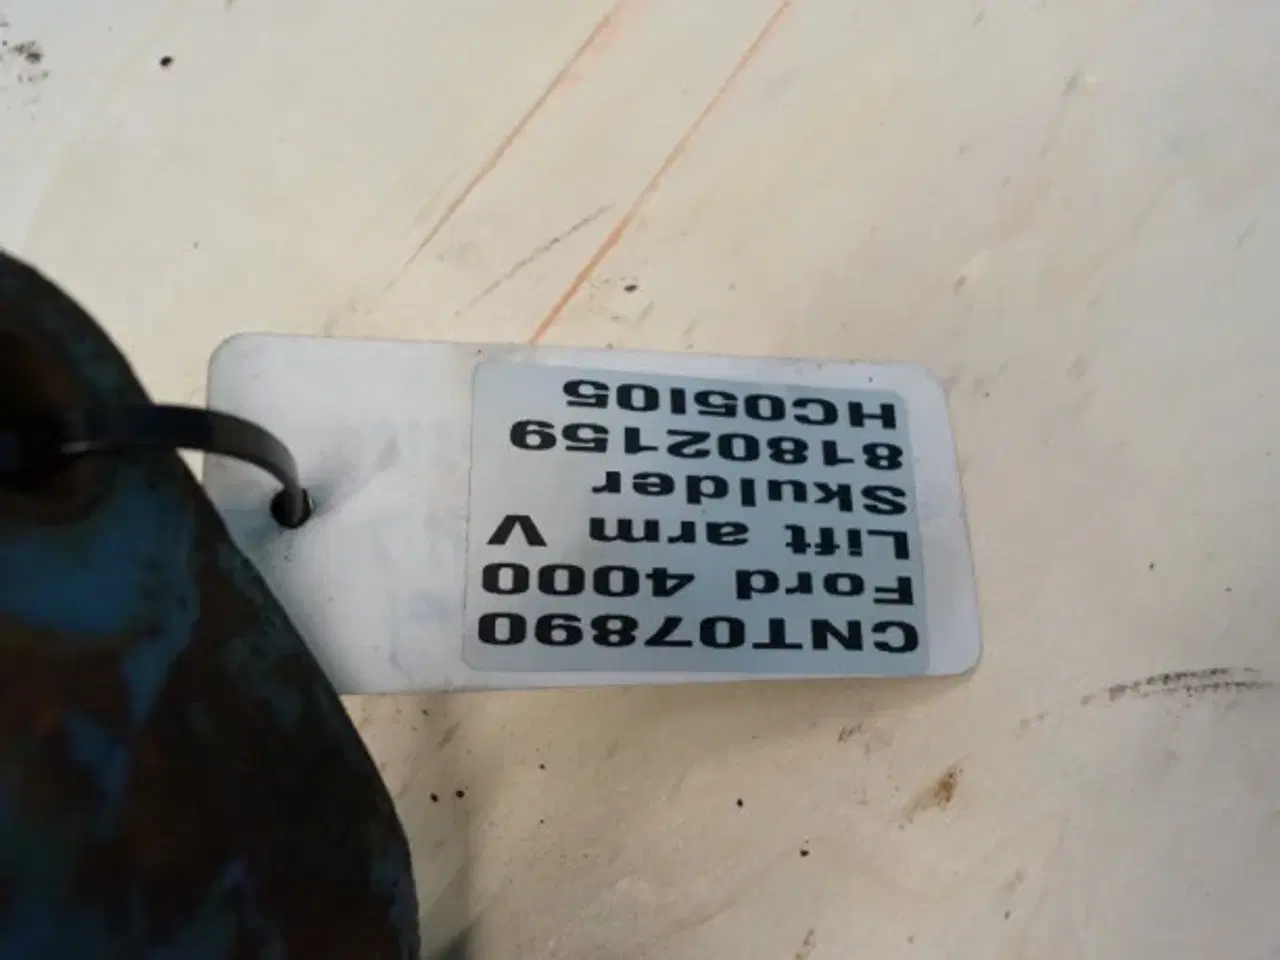 CNT07890
Ford 4000
Lift arm V
Skulder
81802159
HC05105